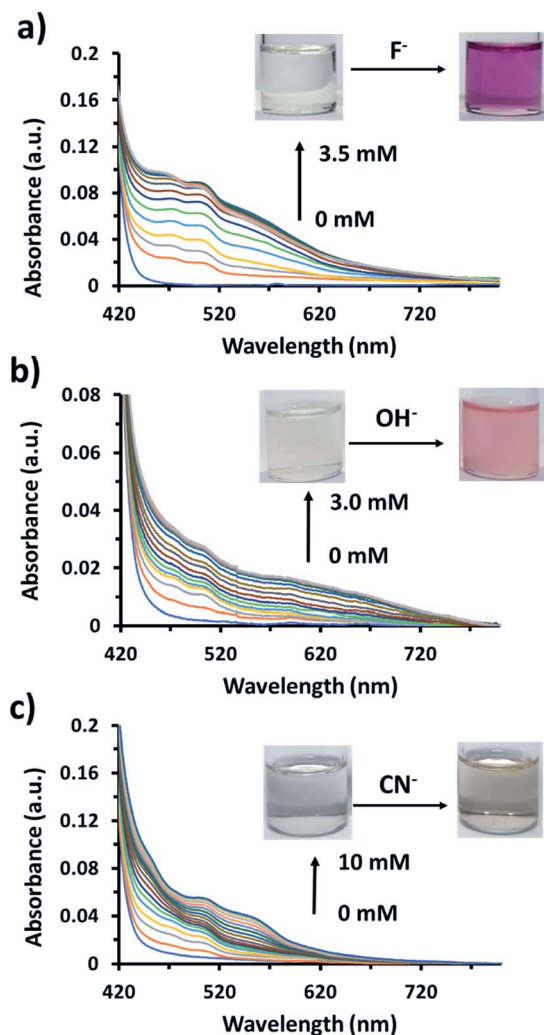 a)
0.2
0.16
0.12
0.08
0.04
0
Absorbance (a.u.)
F⁻
3.5 mM
0 mM
420 520 620 720
Wavelength (nm)
b)
0.08
0.06
0.04
0.02
0
Absorbance (a.u.)
OH⁻
3.0 mM
0 mM
420 520 620 720
Wavelength (nm)
c)
0.2
0.16
0.12
0.08
0.04
0
Absorbance (a.u.)
CN⁻
10 mM
0 mM
420 520 620 720
Wavelength (nm)